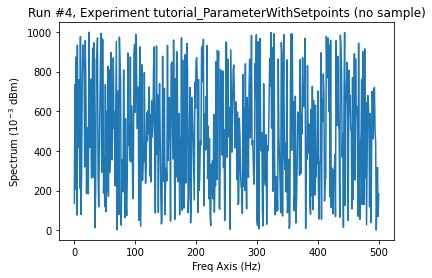 Run #4, Experiment tutorial_ParameterWithSetpoints (no sample)
1000
800
600
400
200
0
Spectrum (10⁻³ dBm)
0 100 200 300 400 500
Freq Axis (Hz)